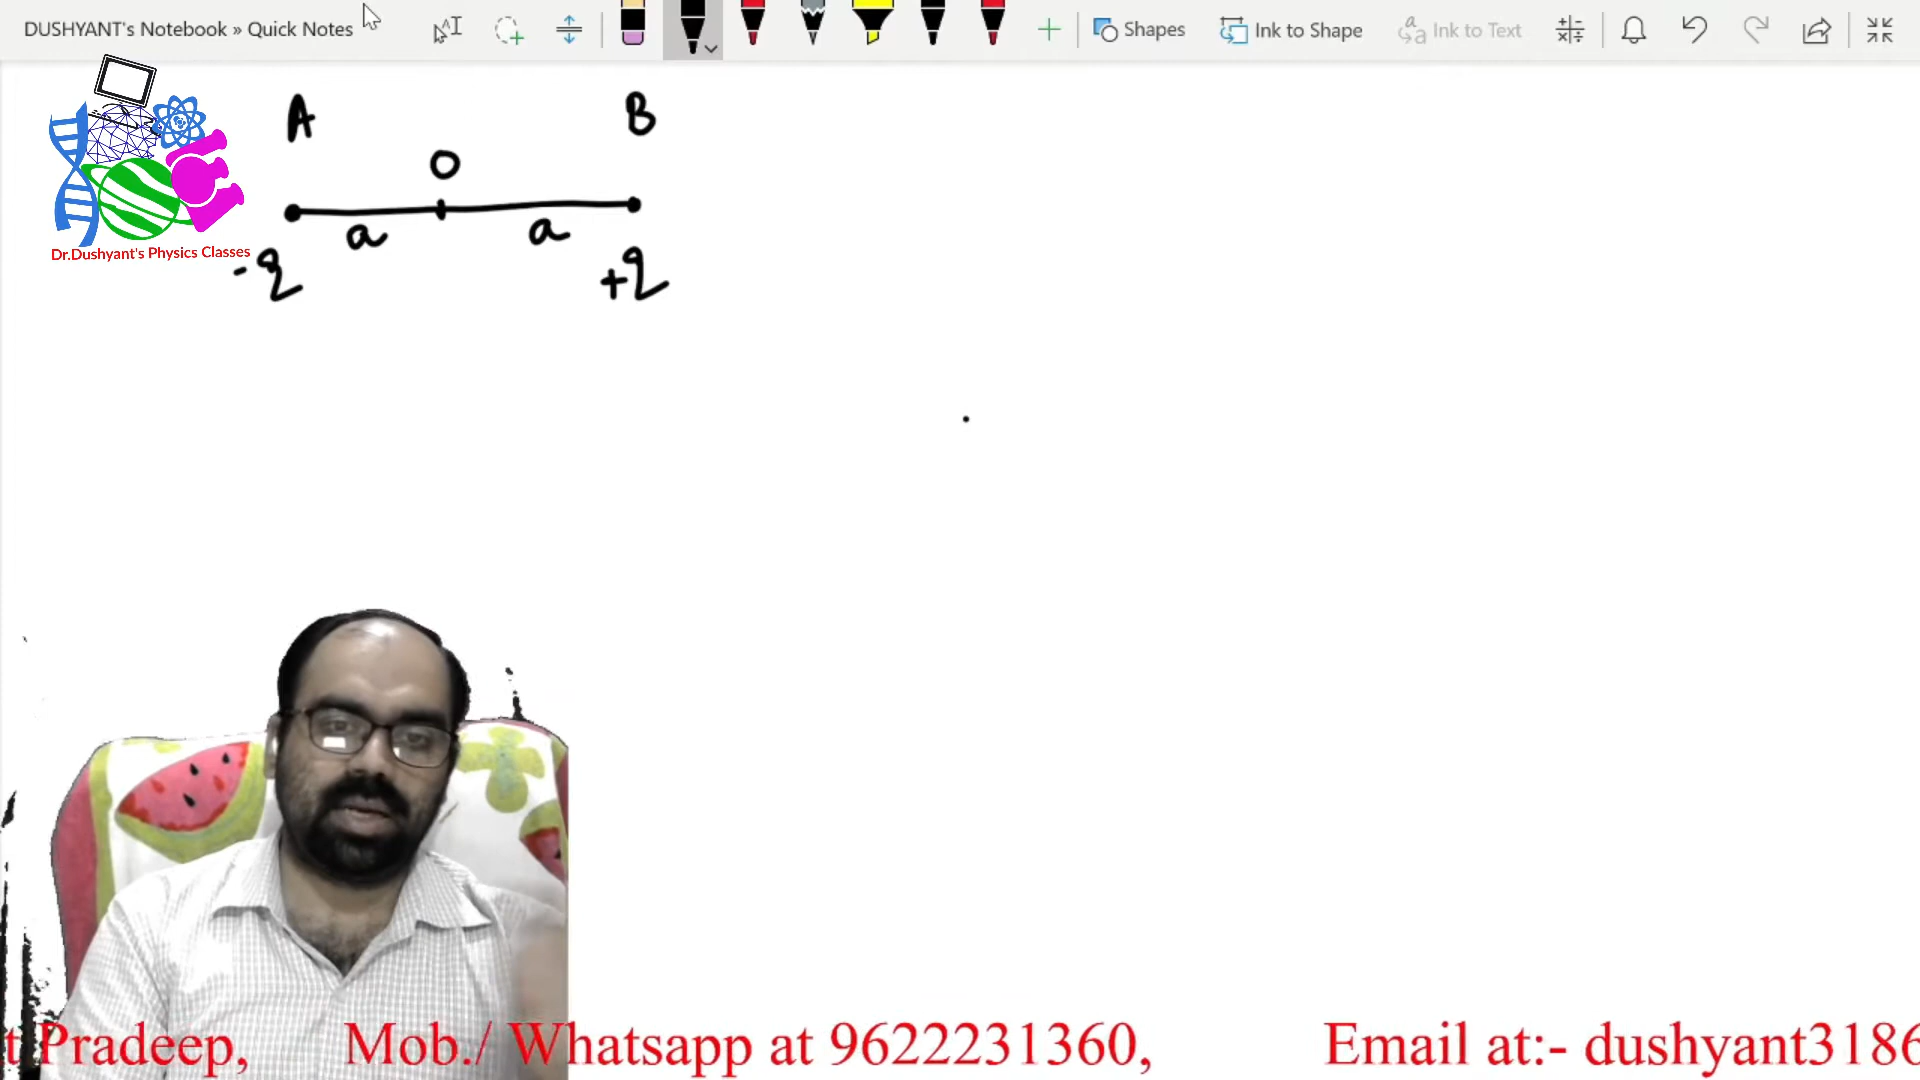 DUSHYANT's Notebook » Quick Notes
Shapes
Ink to Shape
Ink to Text
A
B
O
a
a
-q
+q
Dr.Dushyant's Physics Classes
t Pradeep, Mob./ Whatsapp at 9622231360, Email at:- dushyant3186